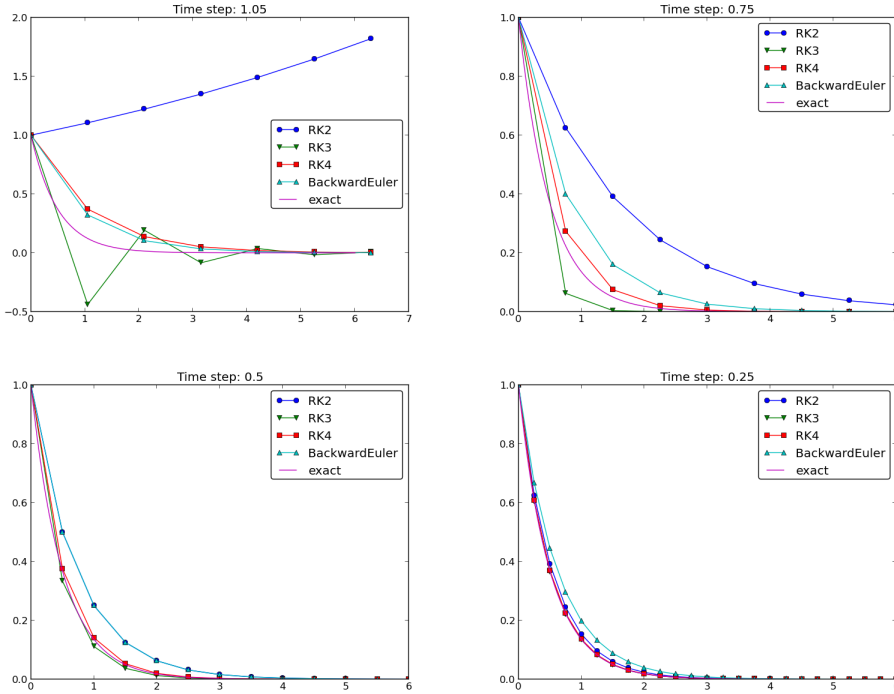 Time step: 1.05
2.0
1.5
1.0
0.5
0.0
−0.5
0 1 2 3 4 5 6 7
RK2
RK3
RK4
BackwardEuler
exact
Time step: 0.75
1.0
0.8
0.6
0.4
0.2
0.0
0 1 2 3 4 5
RK2
RK3
RK4
BackwardEuler
exact
Time step: 0.5
1.0
0.8
0.6
0.4
0.2
0.0
0 1 2 3 4 5 6
RK2
RK3
RK4
BackwardEuler
exact
Time step: 0.25
1.0
0.8
0.6
0.4
0.2
0.0
0 1 2 3 4 5
RK2
RK3
RK4
BackwardEuler
exact